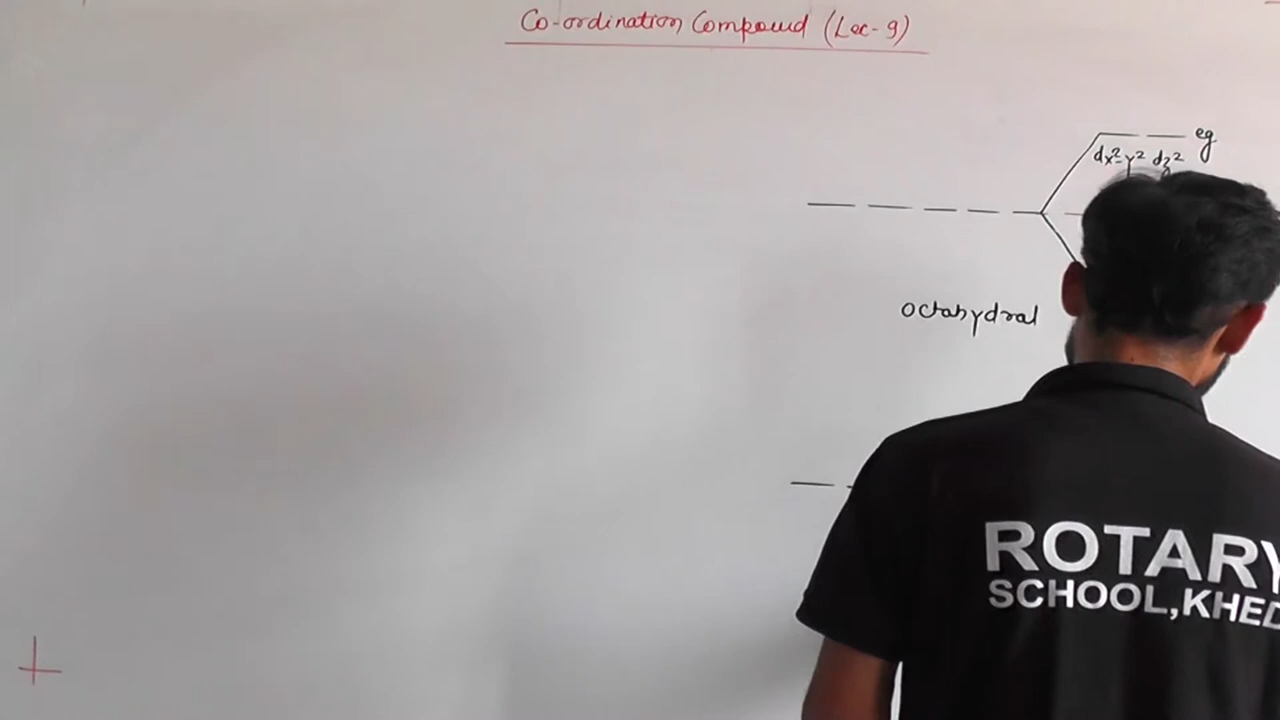 Co-ordination Compound (Lec-9)
eg
dx²-y² dz²
octahydral
ROTARY
SCHOOL,KHED